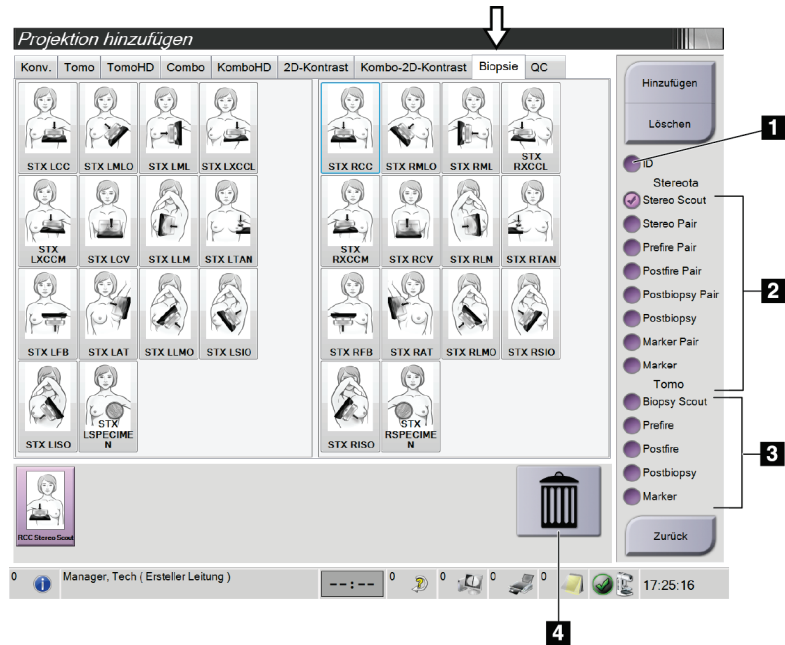 Projektion hinzufügen
Konv. Tomo TomoHD Combo KomboHD 2D-Kontrast Kombo-2D-Kontrast Biopsie QC
STX LCC STX LMLO STX LML STX LXCCL
STX RCC STX RMLO STX RML STX
RXCCL
STX
LXCCM STX LCV STX LLM STX LTAN
STX
RXCCM STX RCV STX RLM STX RTAN
STX LFB STX LAT STX LLMO STX LSIO
STX RFB STX RAT STX RLMO STX RSIO
STX LISO STX
LSPECIME
N
STX RISO STX
RSPECIME
N
Hinzufügen
Löschen
ID
Stereota
Stereo Scout
Stereo Pair
Prefire Pair
Postfire Pair
Postbiopsy Pair
Postbiopsy
Marker Pair
Marker
Tomo
Biopsy Scout
Prefire
Postfire
Postbiopsy
Marker
Zurück
1
2
3
RCC Stereo Scout
0 Manager, Tech ( Ersteller Leitung ) --:-- 0 0 0 0 17:25:16
4